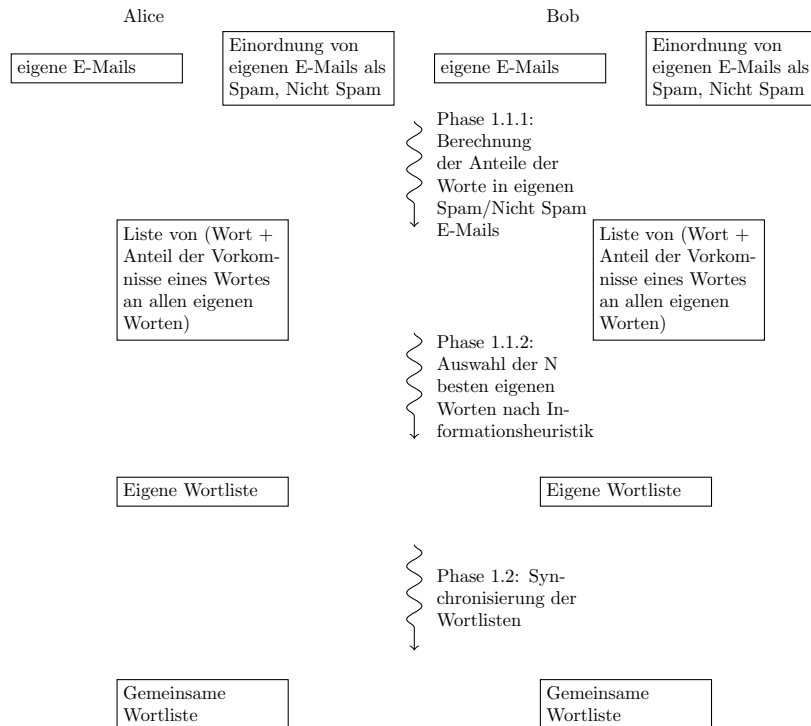 Alice
Bob
eigene E-Mails
Einordnung von
eigenen E-Mails als
Spam, Nicht Spam
eigene E-Mails
Einordnung von
eigenen E-Mails als
Spam, Nicht Spam
Phase 1.1.1:
Berechnung
der Anteile der
Worte in eigenen
Spam/Nicht Spam
E-Mails
Liste von (Wort +
Anteil der Vorkom-
nisse eines Wortes
an allen eigenen
Worten)
Liste von (Wort +
Anteil der Vorkom-
nisse eines Wortes
an allen eigenen
Worten)
Phase 1.1.2:
Auswahl der N
besten eigenen
Worten nach In-
formationsheuristik
Eigene Wortliste
Eigene Wortliste
Phase 1.2: Syn-
chronisierung der
Wortlisten
Gemeinsame
Wortliste
Gemeinsame
Wortliste